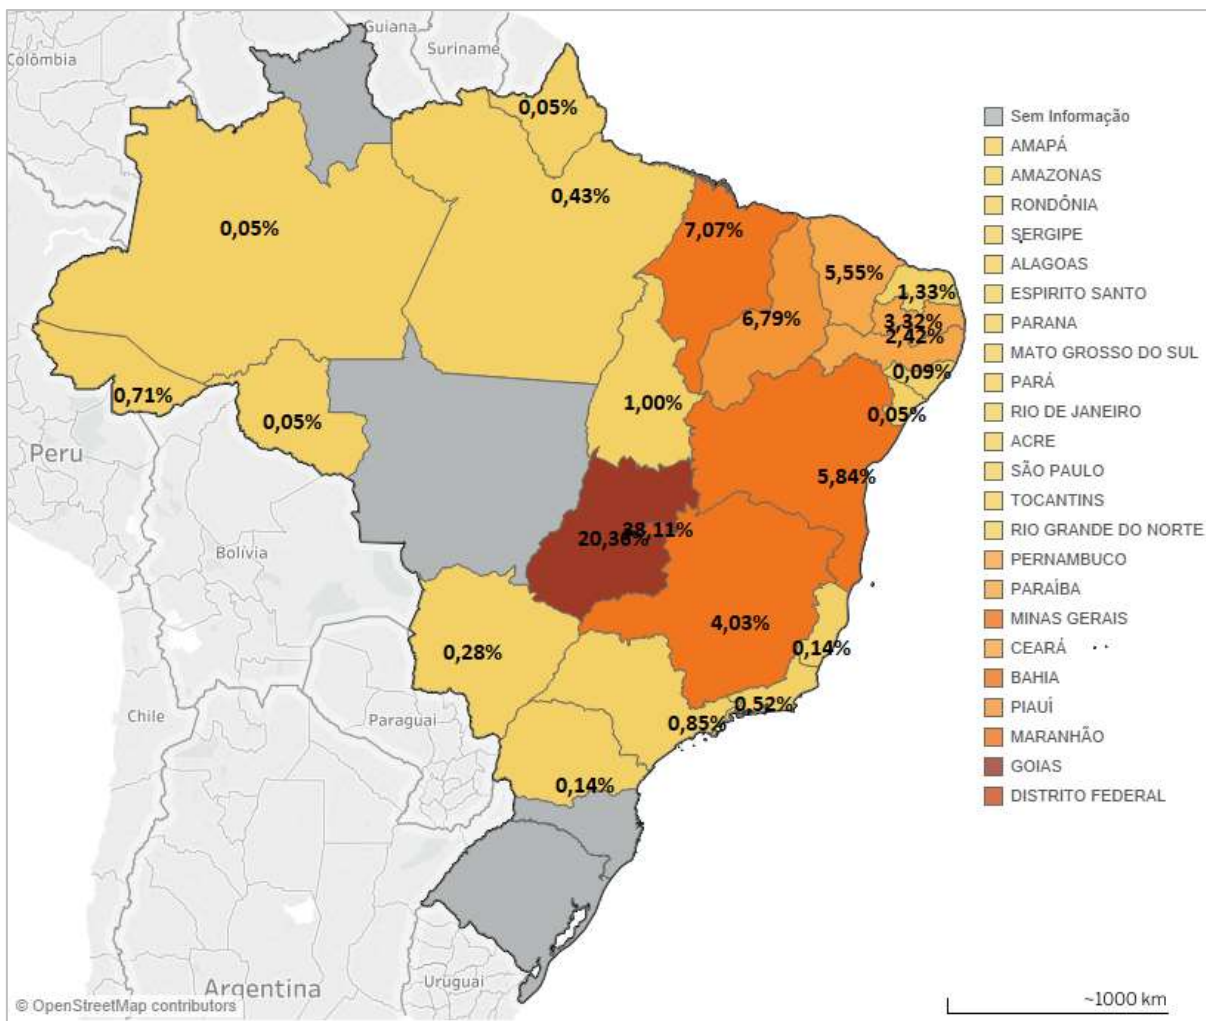 Guiana
Colômbia
Suriname
0,05%
0,43%
0,05%
7,07%
5,55%
1,33%
6,79%
3,32%
2,42%
0,09%
0,71%
1,00%
0,05%
0,05%
Peru
5,84%
20,36%
38,11%
Bolívia
4,03%
0,28%
0,14%
0,52%
0,85%
Chile
Paraguai
0,14%
Uruguai
Argentina
© OpenStreetMap contributors
~1000 km
Sem Informação
AMAPÁ
AMAZONAS
RONDÔNIA
SERGIPE
ALAGOAS
ESPIRITO SANTO
PARANA
MATO GROSSO DO SUL
PARÁ
RIO DE JANEIRO
ACRE
SÃO PAULO
TOCANTINS
RIO GRANDE DO NORTE
PERNAMBUCO
PARAÍBA
MINAS GERAIS
CEARÁ
BAHIA
PIAUÍ
MARANHÃO
GOIAS
DISTRITO FEDERAL